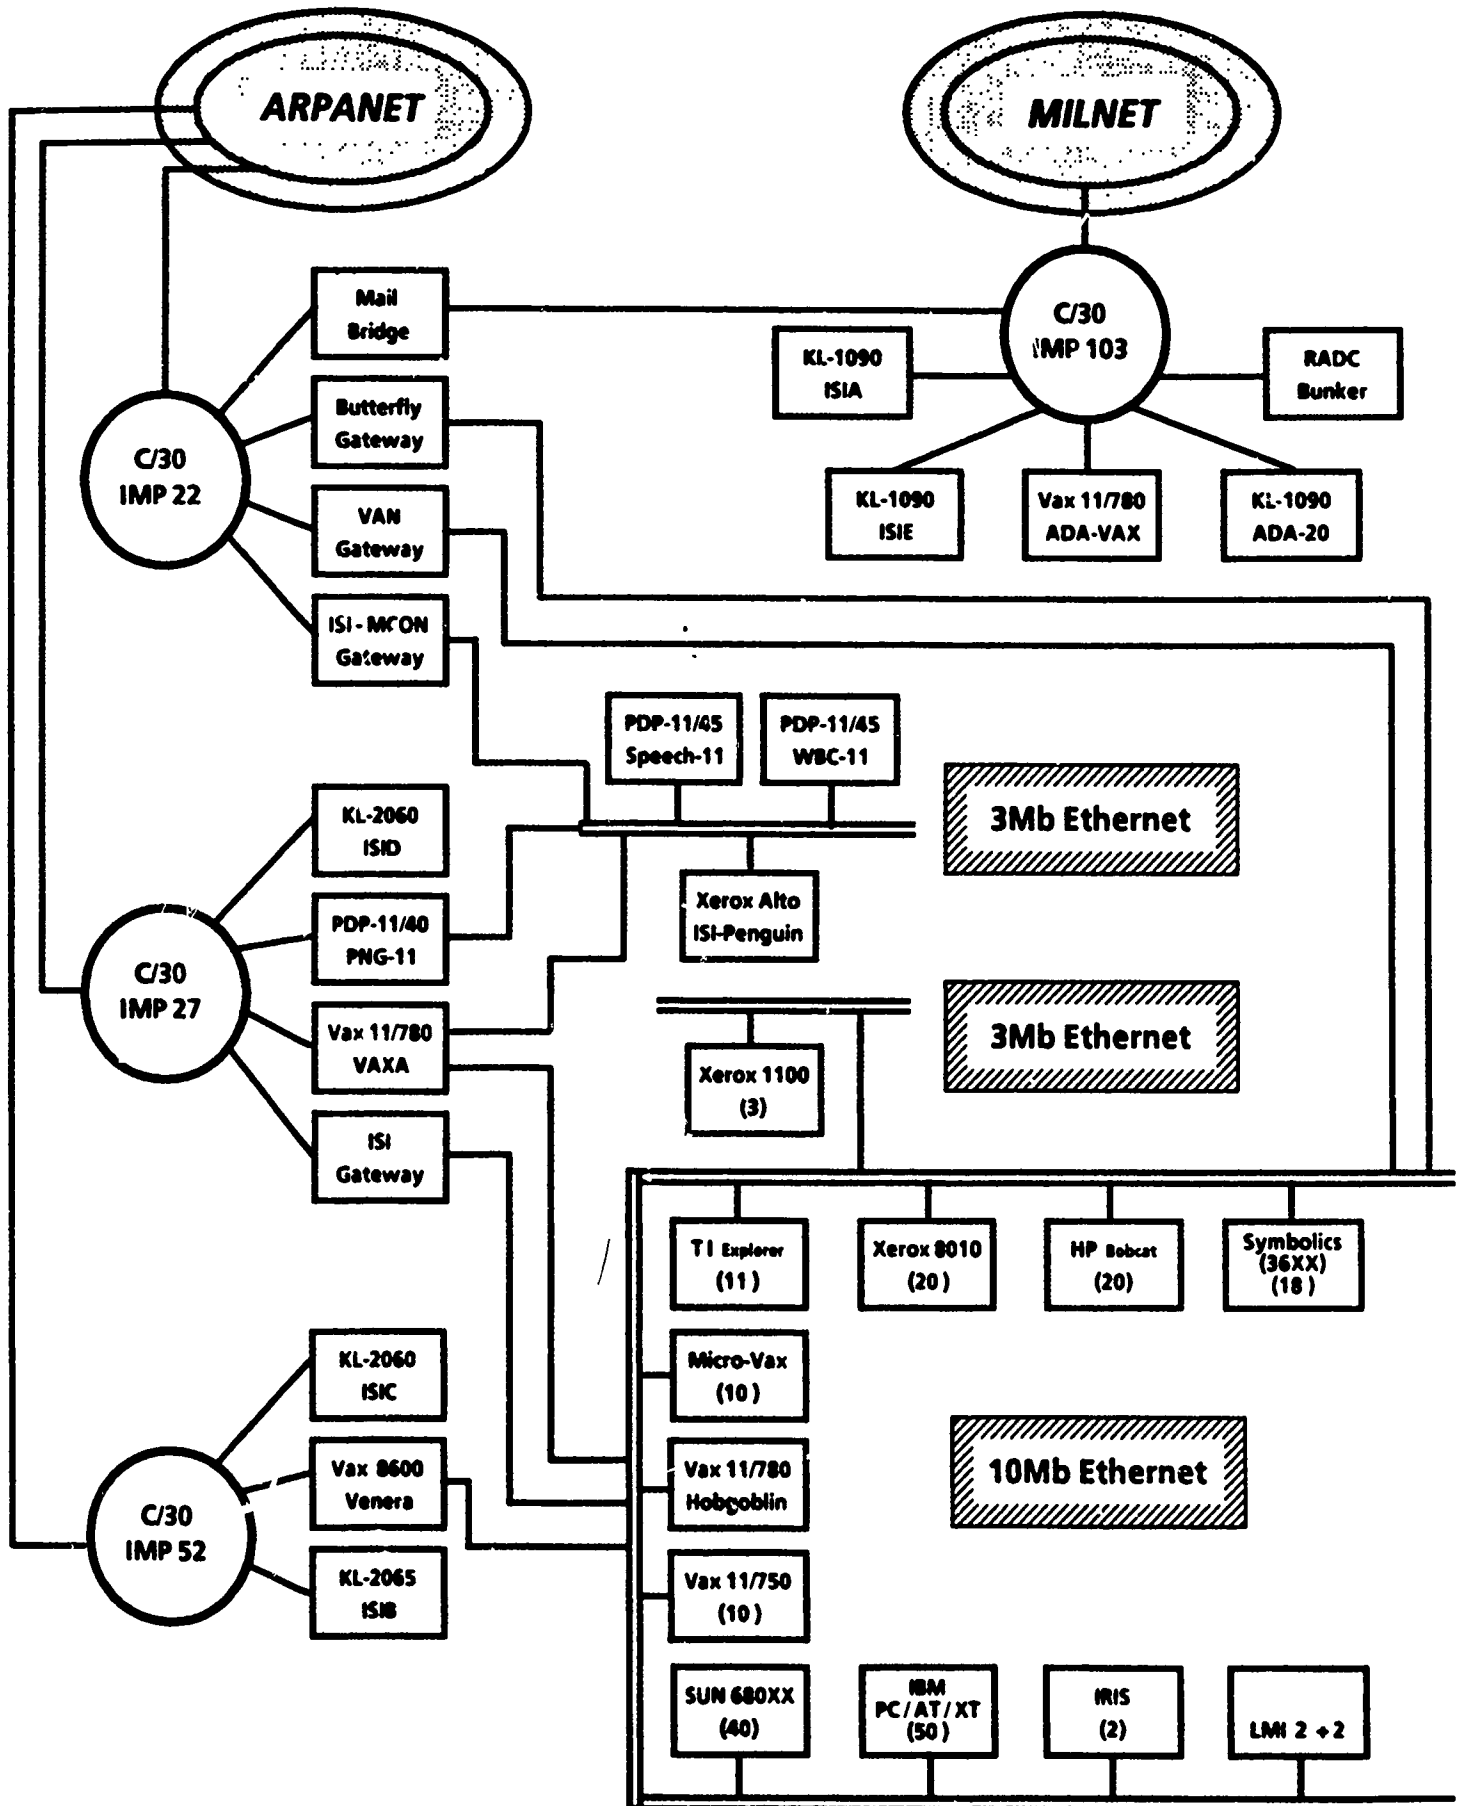 ARPANET
MILNET
Mail
Bridge
C/30
IMP 103
KL-1090
ISIA
RADC
Bunker
Butterfly
Gateway
C/30
IMP 22
VAN
Gateway
KL-1090
ISIE
Vax 11/780
ADA-VAX
KL-1090
ADA-20
ISI - MCON
Gateway
PDP-11/45
Speech-11
PDP-11/45
WBC-11
3Mb Ethernet
KL-2060
ISID
Xerox Alto
ISI-Penguin
PDP-11/40
PNG-11
C/30
IMP 27
Vax 11/780
VAXA
3Mb Ethernet
Xerox 1100
(3)
ISI
Gateway
TI Explorer
(11)
Xerox 8010
(20)
HP Bobcat
(20)
Symbolics
(36XX)
(18)
KL-2060
ISIC
Micro-Vax
(10)
Vax 8600
Venera
Vax 11/780
Hobgoblin
10Mb Ethernet
C/30
IMP 52
KL-2065
ISIB
Vax 11/750
(10)
SUN 680XX
(40)
IBM
PC/AT/XT
(50)
IRIS
(2)
LMI 2 +2